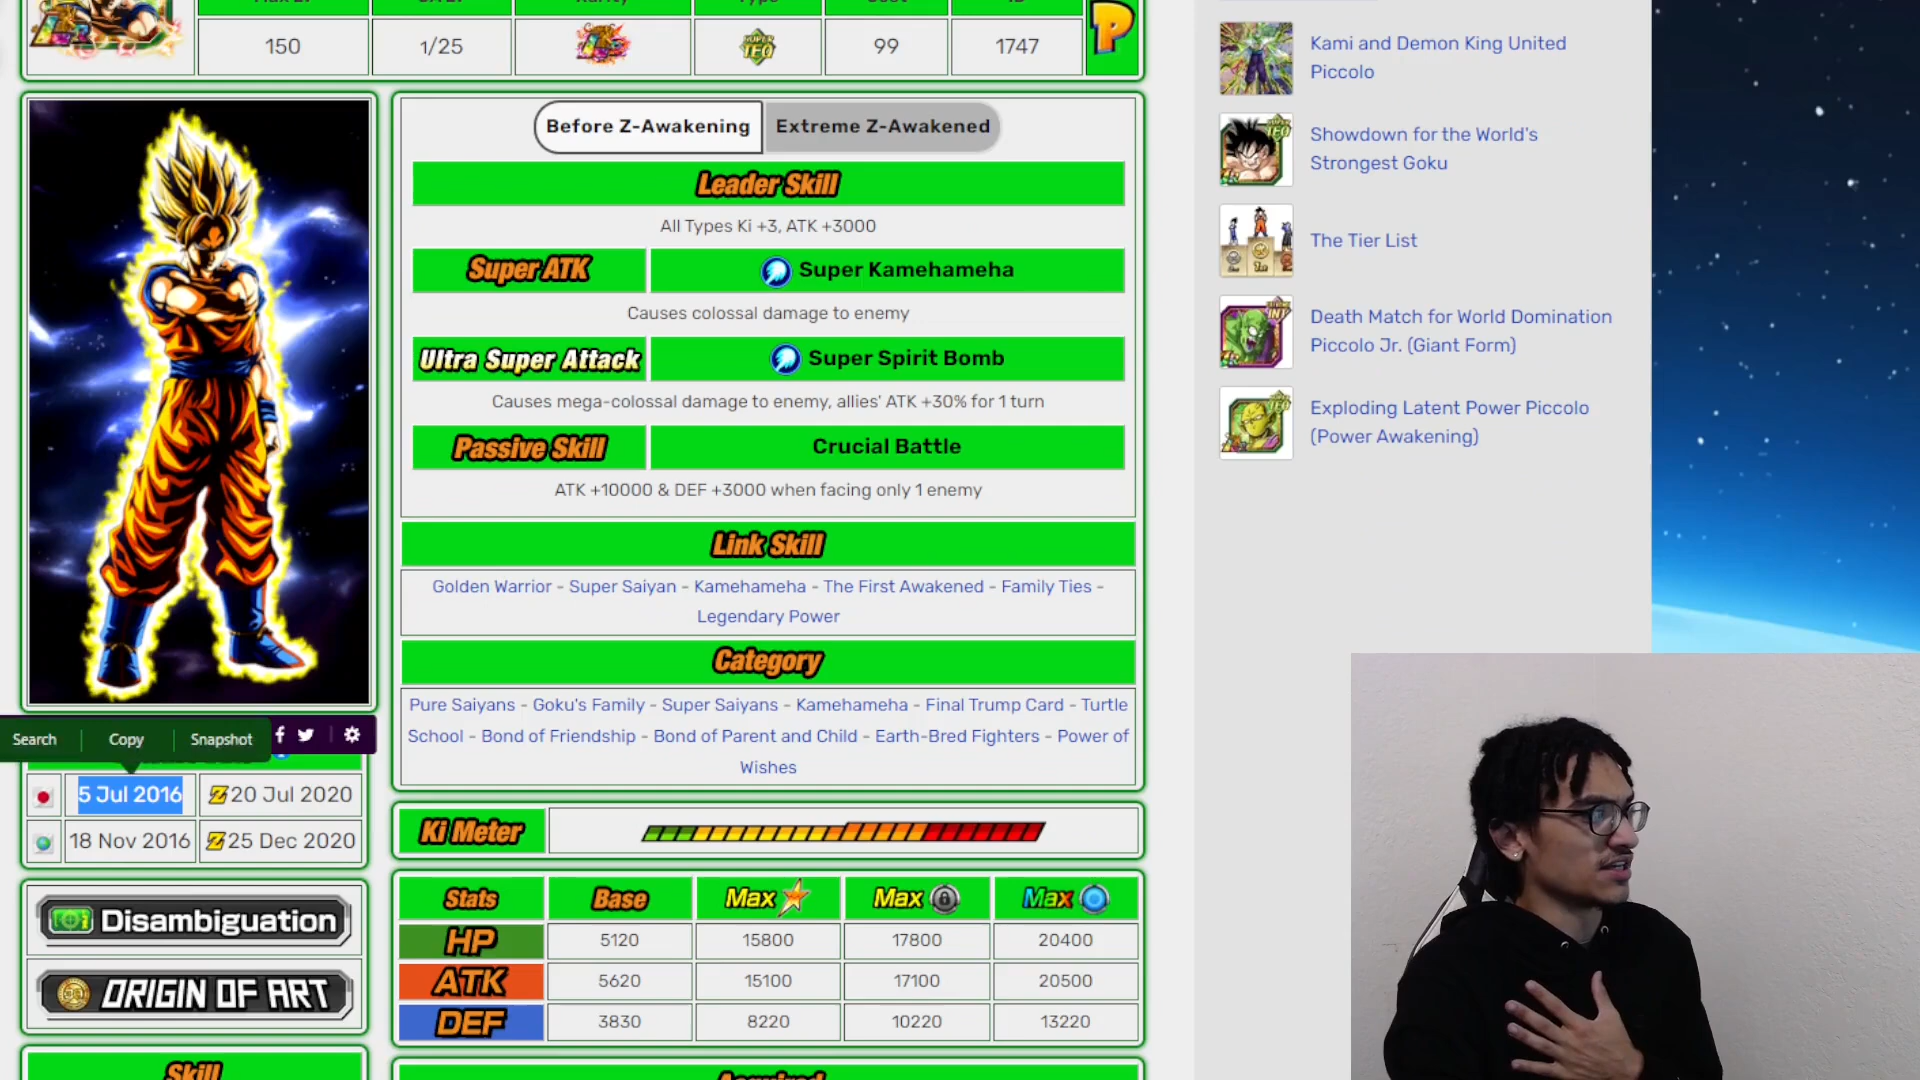 150
1/25
SUPER TEQ
99
1747
P
Before Z-Awakening
Extreme Z-Awakened
Leader Skill
All Types Ki +3, ATK +3000
Super ATK
Super Kamehameha
Causes colossal damage to enemy
Ultra Super Attack
Super Spirit Bomb
Causes mega-colossal damage to enemy, allies' ATK +30% for 1 turn
Passive Skill
Crucial Battle
ATK +10000 & DEF +3000 when facing only 1 enemy
Link Skill
Golden Warrior - Super Saiyan - Kamehameha - The First Awakened - Family Ties -
Legendary Power
Category
Pure Saiyans - Goku's Family - Super Saiyans - Kamehameha - Final Trump Card - Turtle
School - Bond of Friendship - Bond of Parent and Child - Earth-Bred Fighters - Power of
Wishes
Search
Copy
Snapshot
5 Jul 2016
Z 20 Jul 2020
18 Nov 2016
Z 25 Dec 2020
Disambiguation
ORIGIN OF ART
Skill
Ki Meter
Stats
Base
Max
Max
Max
HP
5120
15800
17800
20400
ATK
5620
15100
17100
20500
DEF
3830
8220
10220
13220
Acquired
Kami and Demon King United
Piccolo
Showdown for the World's
Strongest Goku
The Tier List
Death Match for World Domination
Piccolo Jr. (Giant Form)
Exploding Latent Power Piccolo
(Power Awakening)